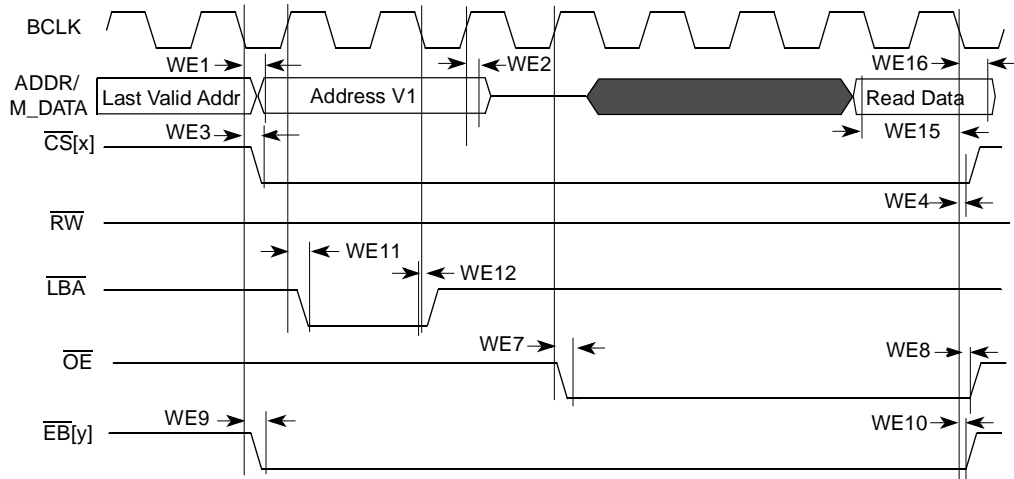 BCLK
WE1
WE2
WE16
ADDR/
M_DATA
Last Valid Addr
Address V1
Read Data
WE3
WE15
CS[x]
WE4
RW
WE11
WE12
LBA
WE7
WE8
OE
WE9
WE10
EB[y]